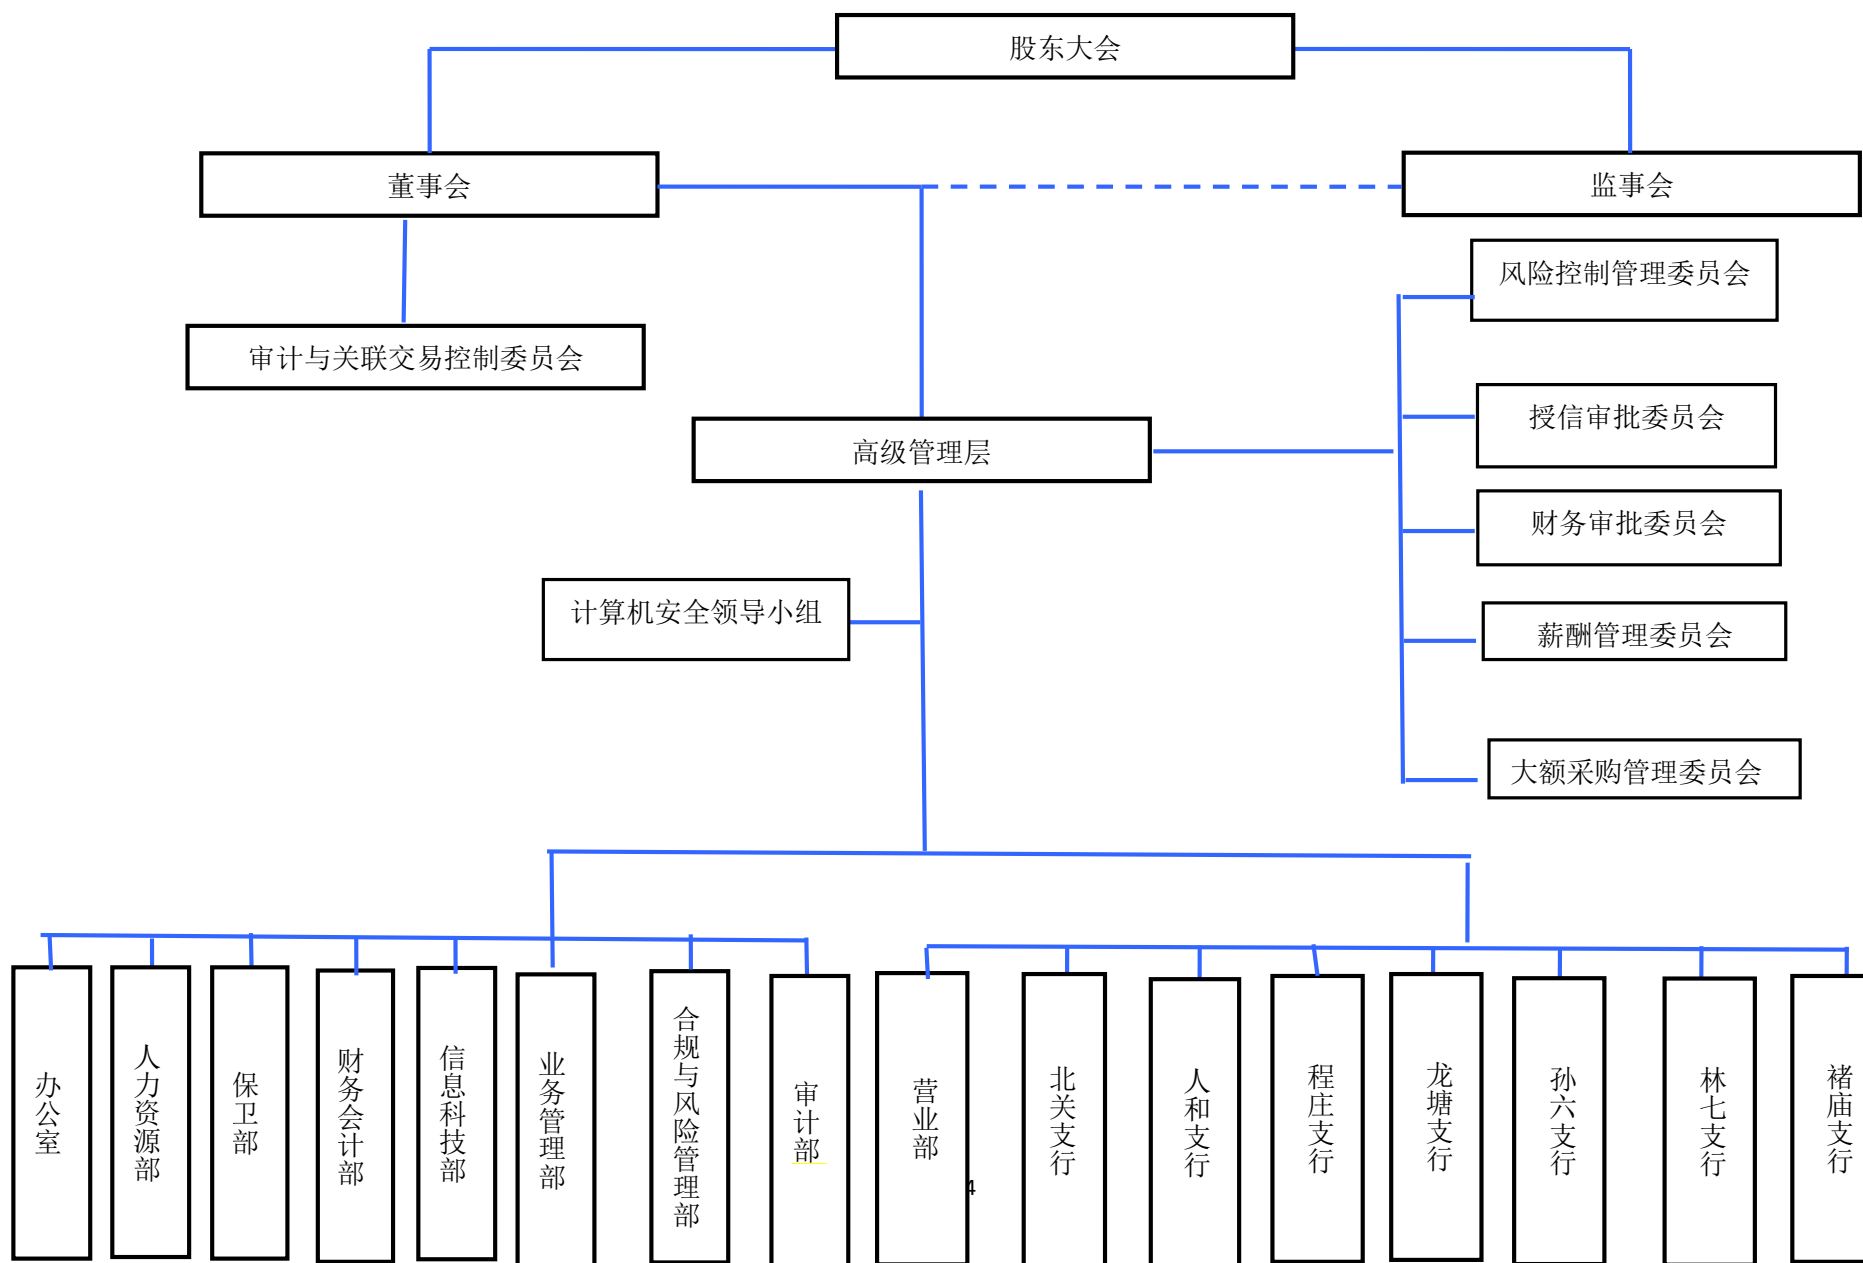 股东大会
董事会
监事会
风险控制管理委员会
审计与关联交易控制委员会
授信审批委员会
高级管理层
财务审批委员会
计算机安全领导小组
薪酬管理委员会
大额采购管理委员会
办公室
人力资源部
保卫部
财务会计部
信息科技部
业务管理部
合规与风险管理部
审计部
营业部
北关支行
人和支行
程庄支行
龙塘支行
孙六支行
林七支行
褚庙支行
4